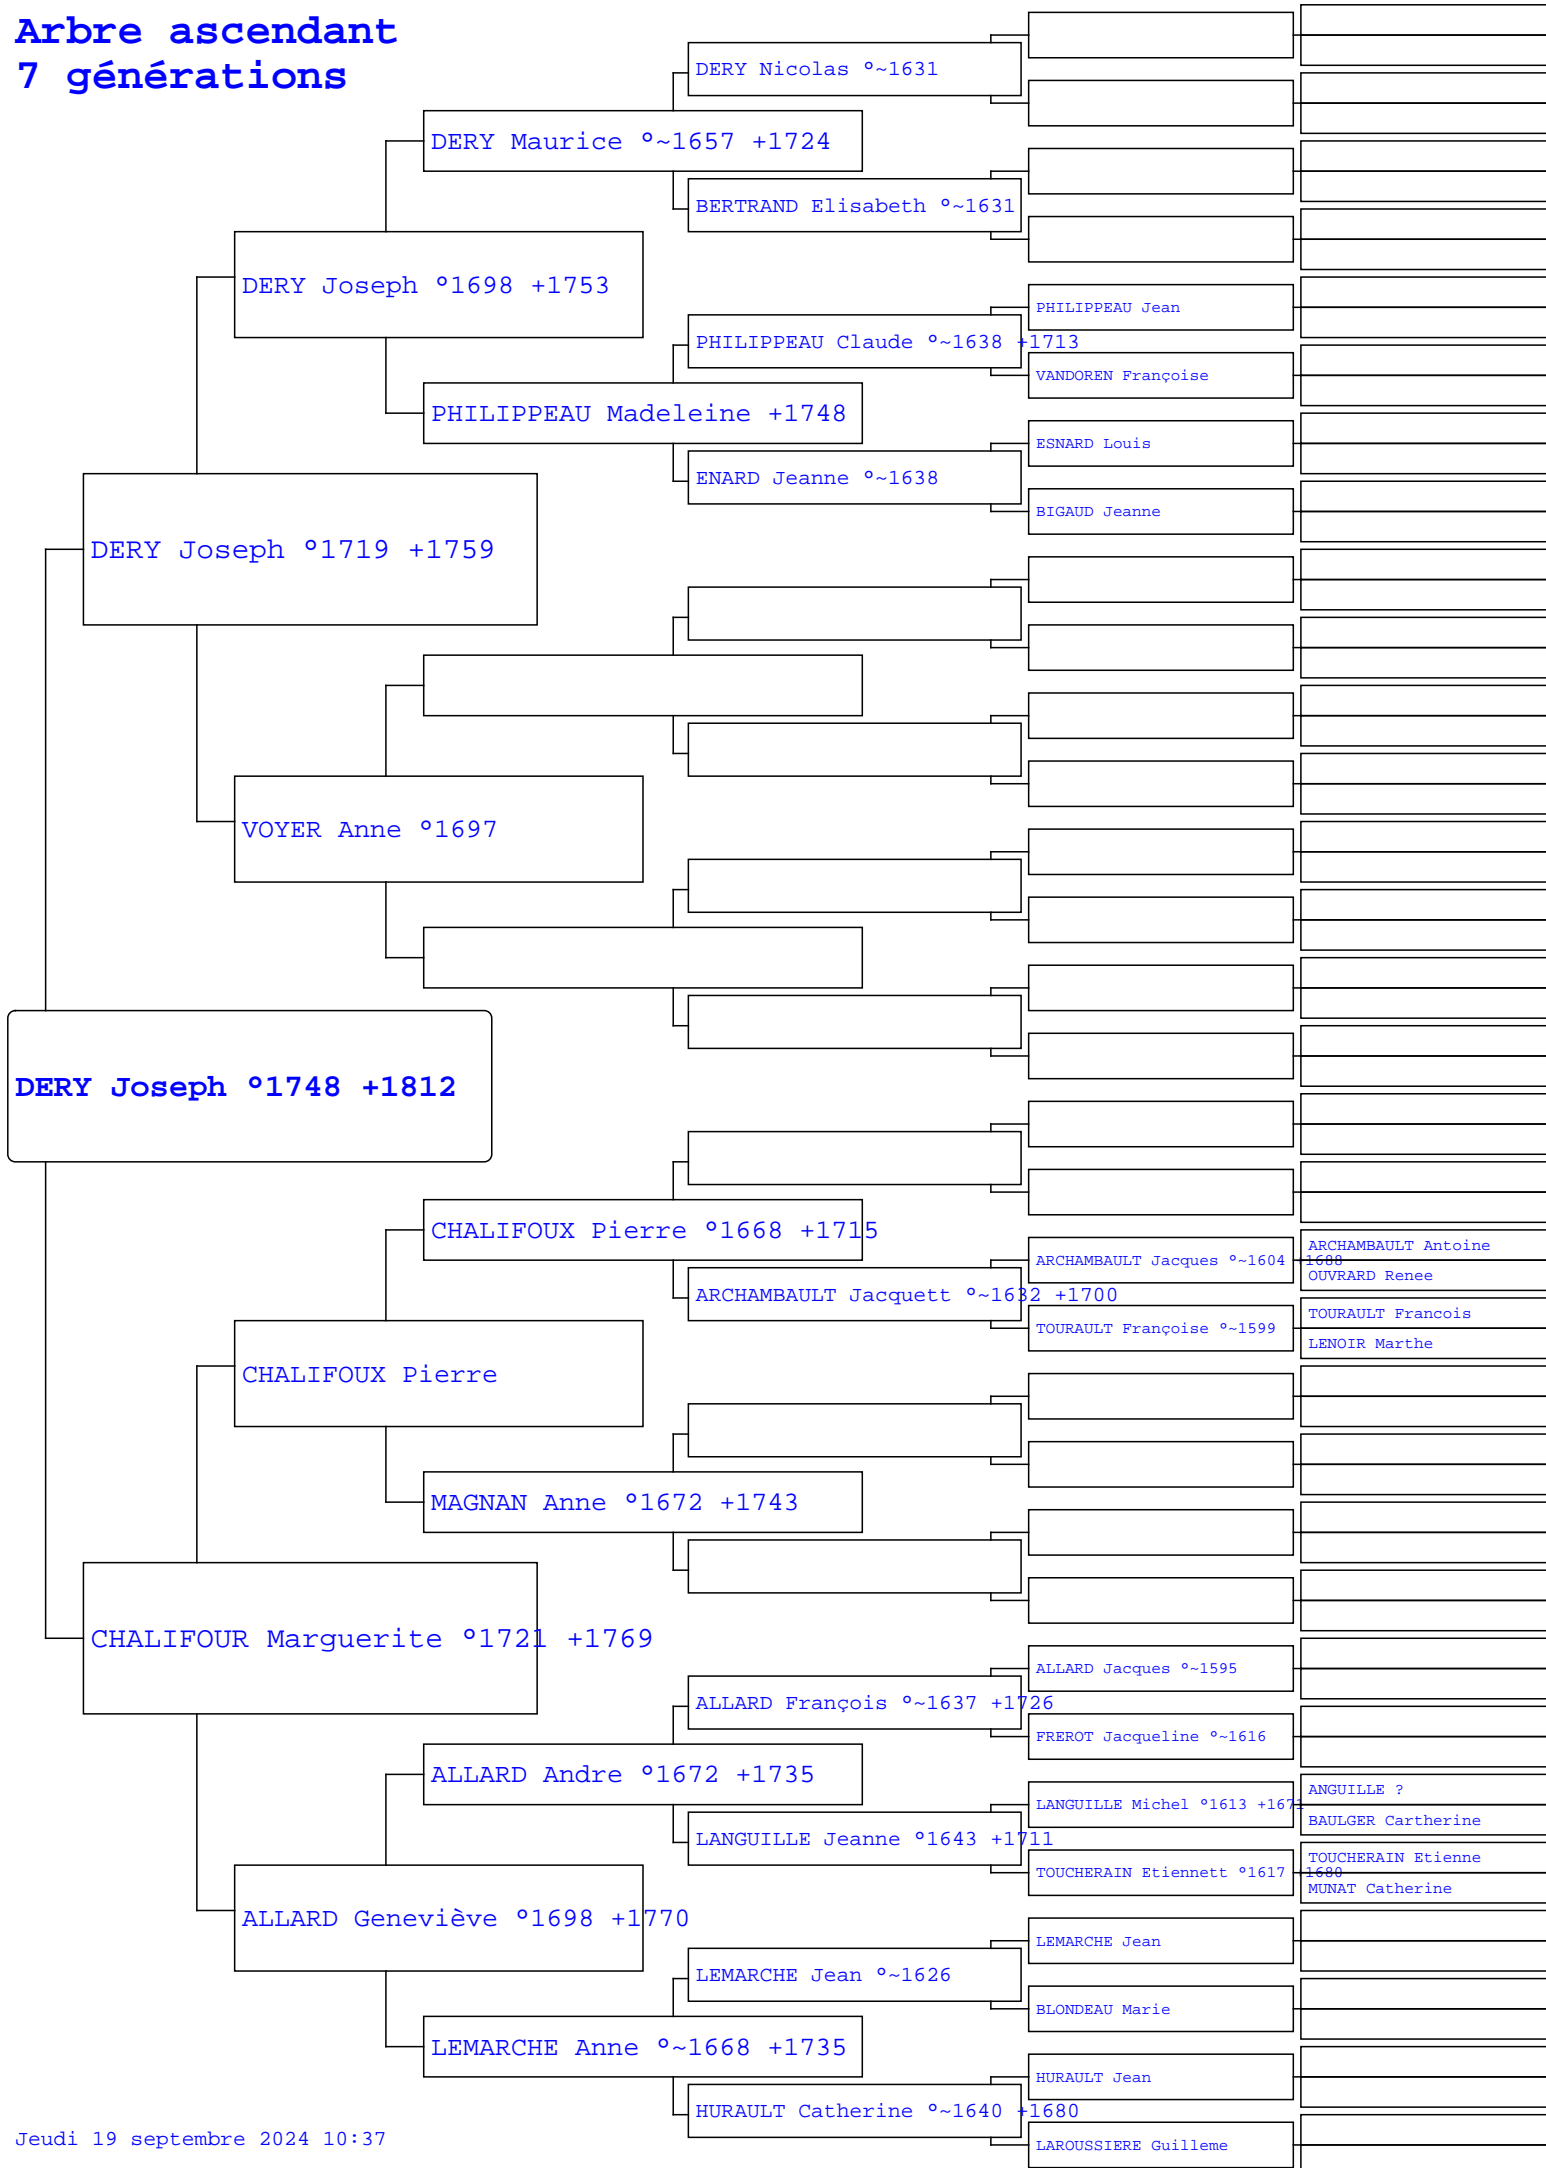 Arbre ascendant
7 générations
DERY Nicolas °~1631
DERY Maurice °~1657 +1724
BERTRAND Elisabeth °~1631
DERY Joseph °1698 +1753
PHILIPPEAU Jean
PHILIPPEAU Claude °~1638 +1713
VANDOREN Françoise
PHILIPPEAU Madeleine +1748
ESNARD Louis
ENARD Jeanne °~1638
BIGAUD Jeanne
DERY Joseph °1719 +1759
VOYER Anne °1697
DERY Joseph °1748 +1812
CHALIFOUX Pierre °1668 +1715
ARCHAMBAULT Antoine
ARCHAMBAULT Jacques °~1604 +1688
OUVRARD Renee
ARCHAMBAULT Jacquett °~1632 +1700
TOURAULT Francois
TOURAULT Françoise °~1599
LENOIR Marthe
CHALIFOUX Pierre
MAGNAN Anne °1672 +1743
CHALIFOUR Marguerite °1721 +1769
ALLARD Jacques °~1595
ALLARD François °~1637 +1726
FREROT Jacqueline °~1616
ALLARD Andre °1672 +1735
ANGUILLE ?
LANGUILLE Michel °1613 +1671
BAULGER Cartherine
LANGUILLE Jeanne °1643 +1711
TOUCHERAIN Etienne
TOUCHERAIN Etiennett °1617 +1680
MUNAT Catherine
ALLARD Geneviève °1698 +1770
LEMARCHE Jean
LEMARCHE Jean °~1626
BLONDEAU Marie
LEMARCHE Anne °~1668 +1735
HURAULT Jean
HURAULT Catherine °~1640 +1680
LAROUSSIERE Guilleme
Jeudi 19 septembre 2024 10:37